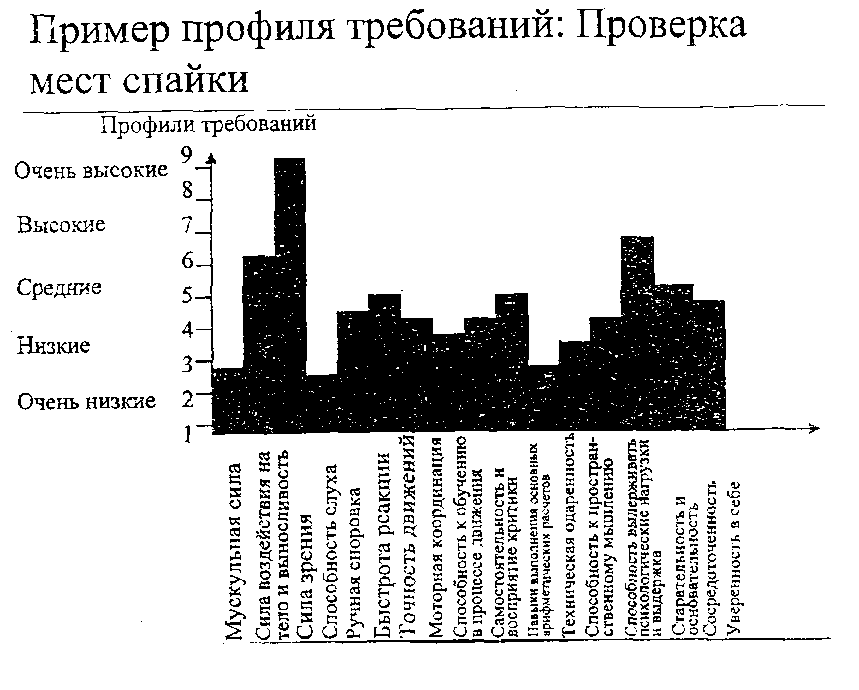 Пример профиля требований: Проверка
мест спайки
Профили требований
Очень высокие
Высокие
Средние
Низкие
Очень низкие
9
8
7
6
5
4
3
2
1
Мускульная сила
Сила воздействия на
тело и выносливость
Сила зрения
Способность слуха
Ручная сноровка
Быстрота рсакции
Точность движений
Моторная координация
Способность к обучению
в процессе движения
Самостоятельность и
восприятие критики
Навыки выполнения основных
арифметрических расчетов
Техническая одаренность
Способность к простран-
ственному мышлению
Способность выдерживать
психологические нагрузки
и выдержка
Старательность и
основательность
Сосредоточенность
Уверенность в себе